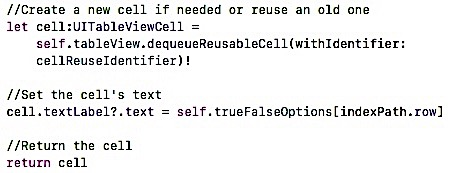 //Create a new cell if needed or reuse an old one
let cell:UITableViewCell =
self.tableView.dequeueReusableCell(withIdentifier:
cellReuseIdentifier)!
//Set the cell's text
cell.textLabel?.text = self.trueFalseOptions[indexPath.row]
//Return the cell
return cell